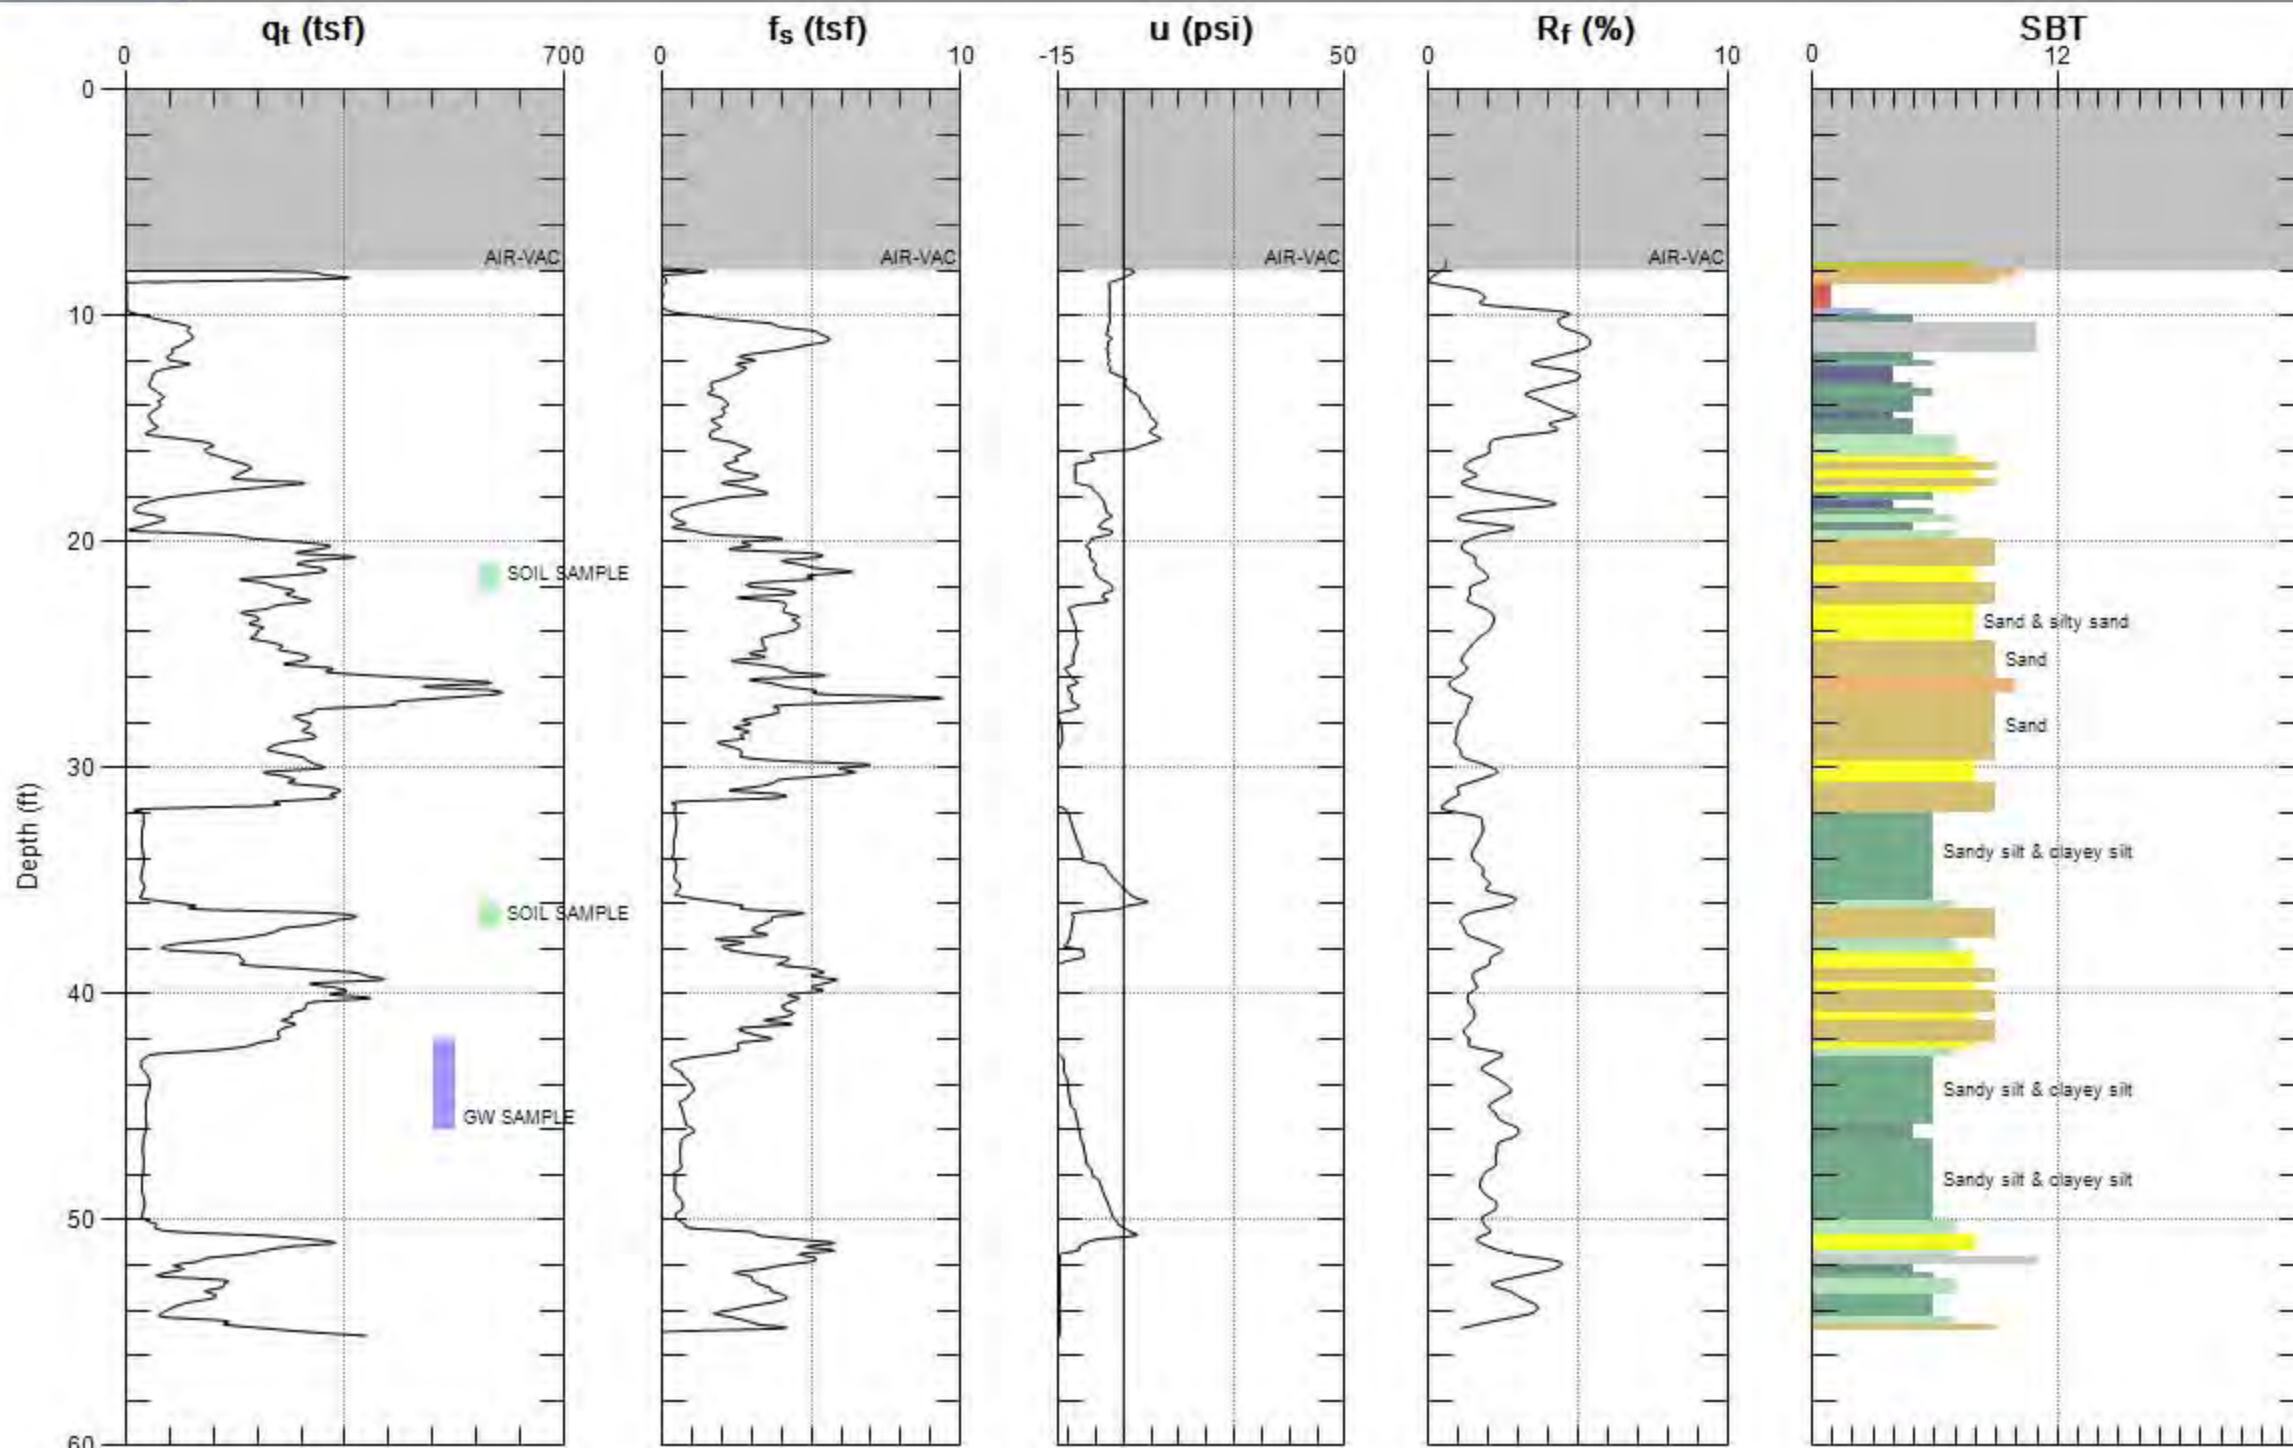 qt (tsf) fs (tsf) u (psi) Rf (%) SBT
0 700 0 10 -15 50 0 10 0 12
0
AIR-VAC AIR-VAC AIR-VAC AIR-VAC
10
20
SOIL SAMPLE
Sand & silty sand
Sand
Sand
30
Depth (ft)
Sandy silt & clayey silt
SOIL SAMPLE
40
Sandy silt & clayey silt
GW SAMPLE
Sandy silt & clayey silt
50
60